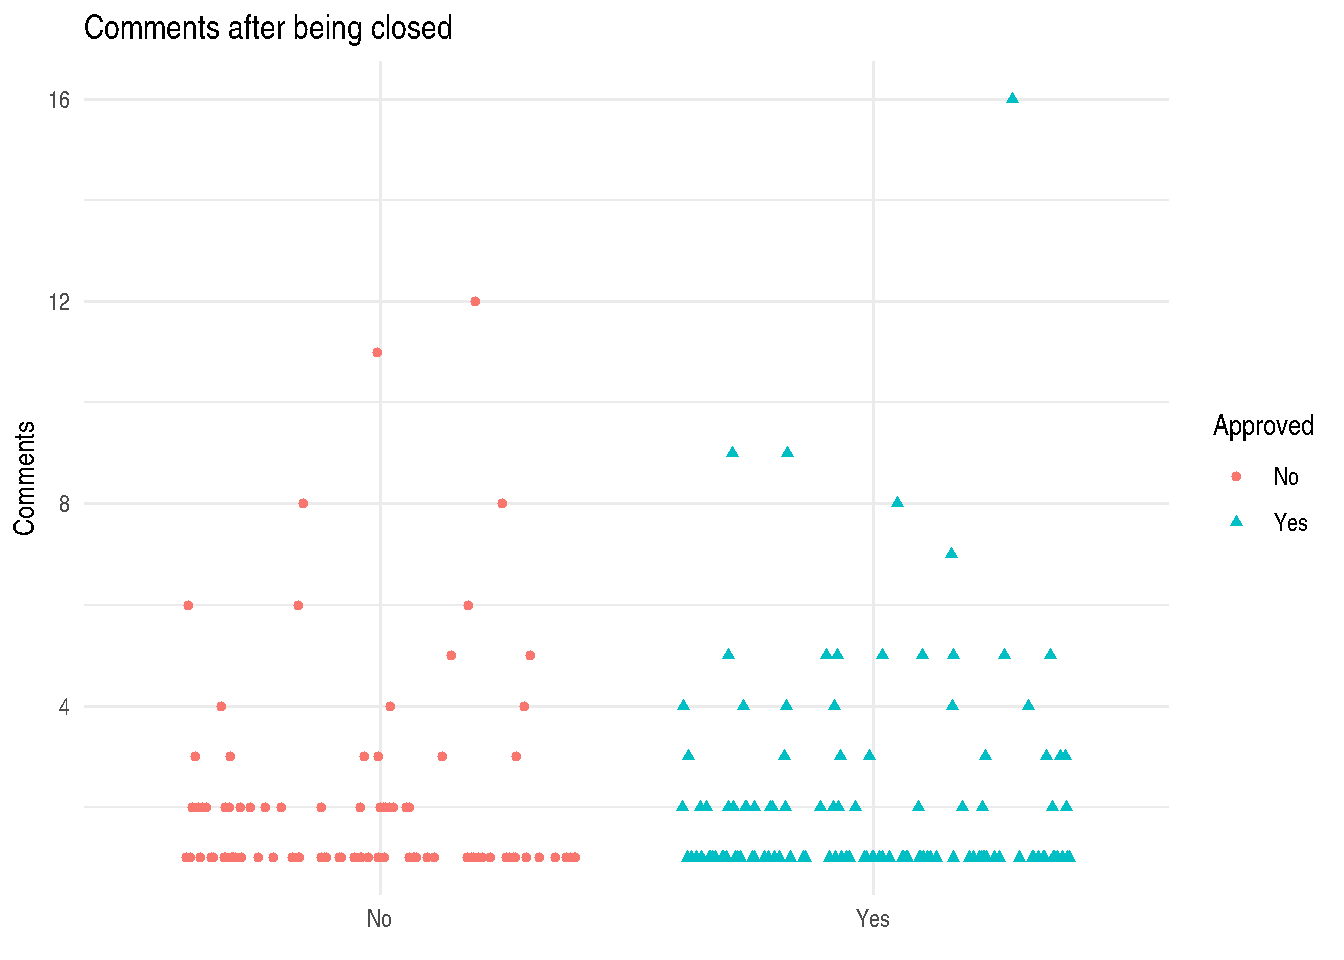 Comments after being closed
16
12
8
4
Comments
No
Yes
Approved
No
Yes